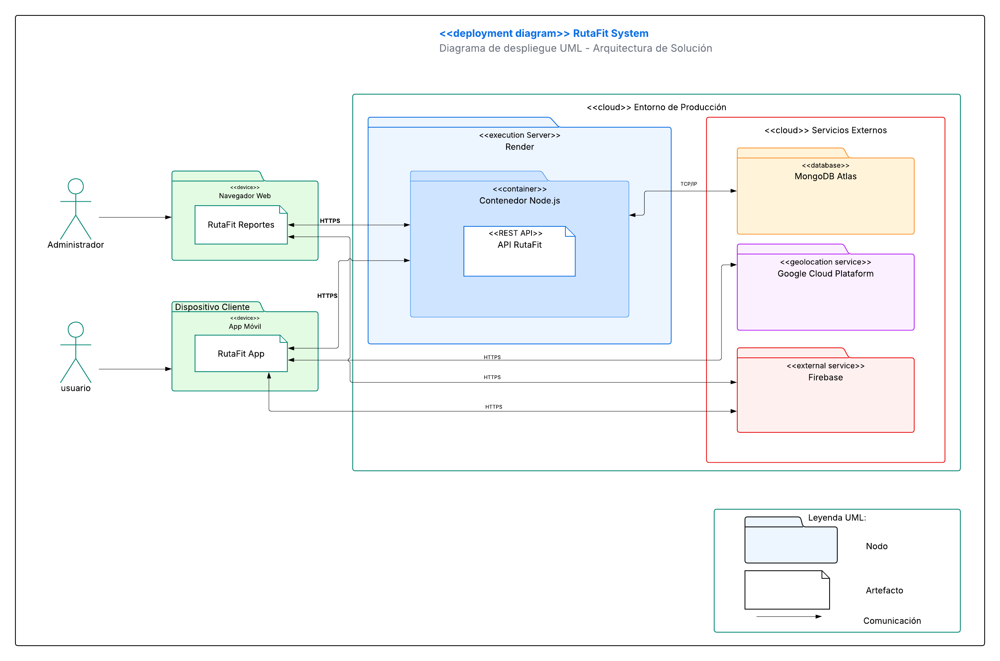 <<deployment diagram>> RutaFit System
Diagrama de despliegue UML - Arquitectura de Solución
<<cloud>> Entorno de Producción
<<execution Server>>
Render
<<cloud>> Servicios Externos
<<database>>
MongoDB Atlas
TCP/IP
<<device>>
Navegador Web
RutaFit Reportes
HTTPS
<<container>>
Contenedor Node.js
<<REST API>>
API RutaFit
Administrador
<<geolocation service>>
Google Cloud Plataform
HTTPS
Dispositivo Cliente
<<device>>
App Móvil
RutaFit App
usuario
HTTPS
HTTPS
HTTPS
<<external service>>
Firebase
Leyenda UML:
Nodo
Artefacto
Comunicación